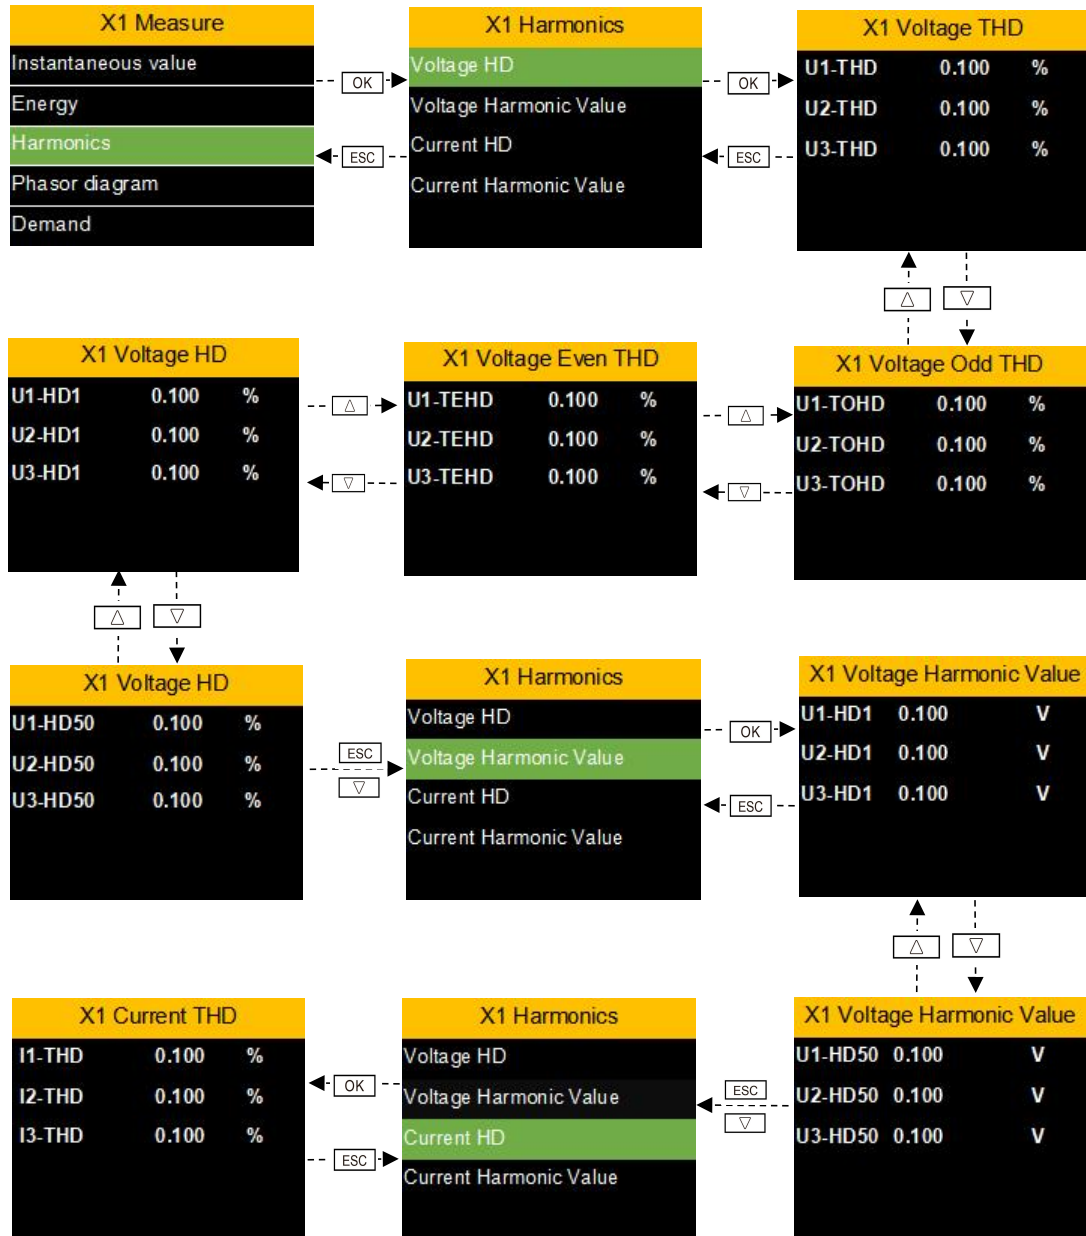 X1 Measure
Instantaneous value
Energy
Harmonics
Phasor diagram
Demand
OK
ESC
X1 Harmonics
Voltage HD
Voltage Harmonic Value
Current HD
Current Harmonic Value
OK
ESC
X1 Voltage THD
U1-THD 0.100 %
U2-THD 0.100 %
U3-THD 0.100 %
△ ▽
X1 Voltage HD
U1-HD1 0.100 %
U2-HD1 0.100 %
U3-HD1 0.100 %
△
▽
X1 Voltage Even THD
U1-TEHD 0.100 %
U2-TEHD 0.100 %
U3-TEHD 0.100 %
△
▽
X1 Voltage Odd THD
U1-TOHD 0.100 %
U2-TOHD 0.100 %
U3-TOHD 0.100 %
△ ▽
X1 Voltage HD
U1-HD50 0.100 %
U2-HD50 0.100 %
U3-HD50 0.100 %
ESC
▽
X1 Harmonics
Voltage HD
Voltage Harmonic Value
Current HD
Current Harmonic Value
OK
ESC
X1 Voltage Harmonic Value
U1-HD1 0.100 V
U2-HD1 0.100 V
U3-HD1 0.100 V
△ ▽
X1 Current THD
I1-THD 0.100 %
I2-THD 0.100 %
I3-THD 0.100 %
OK
ESC
X1 Harmonics
Voltage HD
Voltage Harmonic Value
Current HD
Current Harmonic Value
ESC
▽
X1 Voltage Harmonic Value
U1-HD50 0.100 V
U2-HD50 0.100 V
U3-HD50 0.100 V